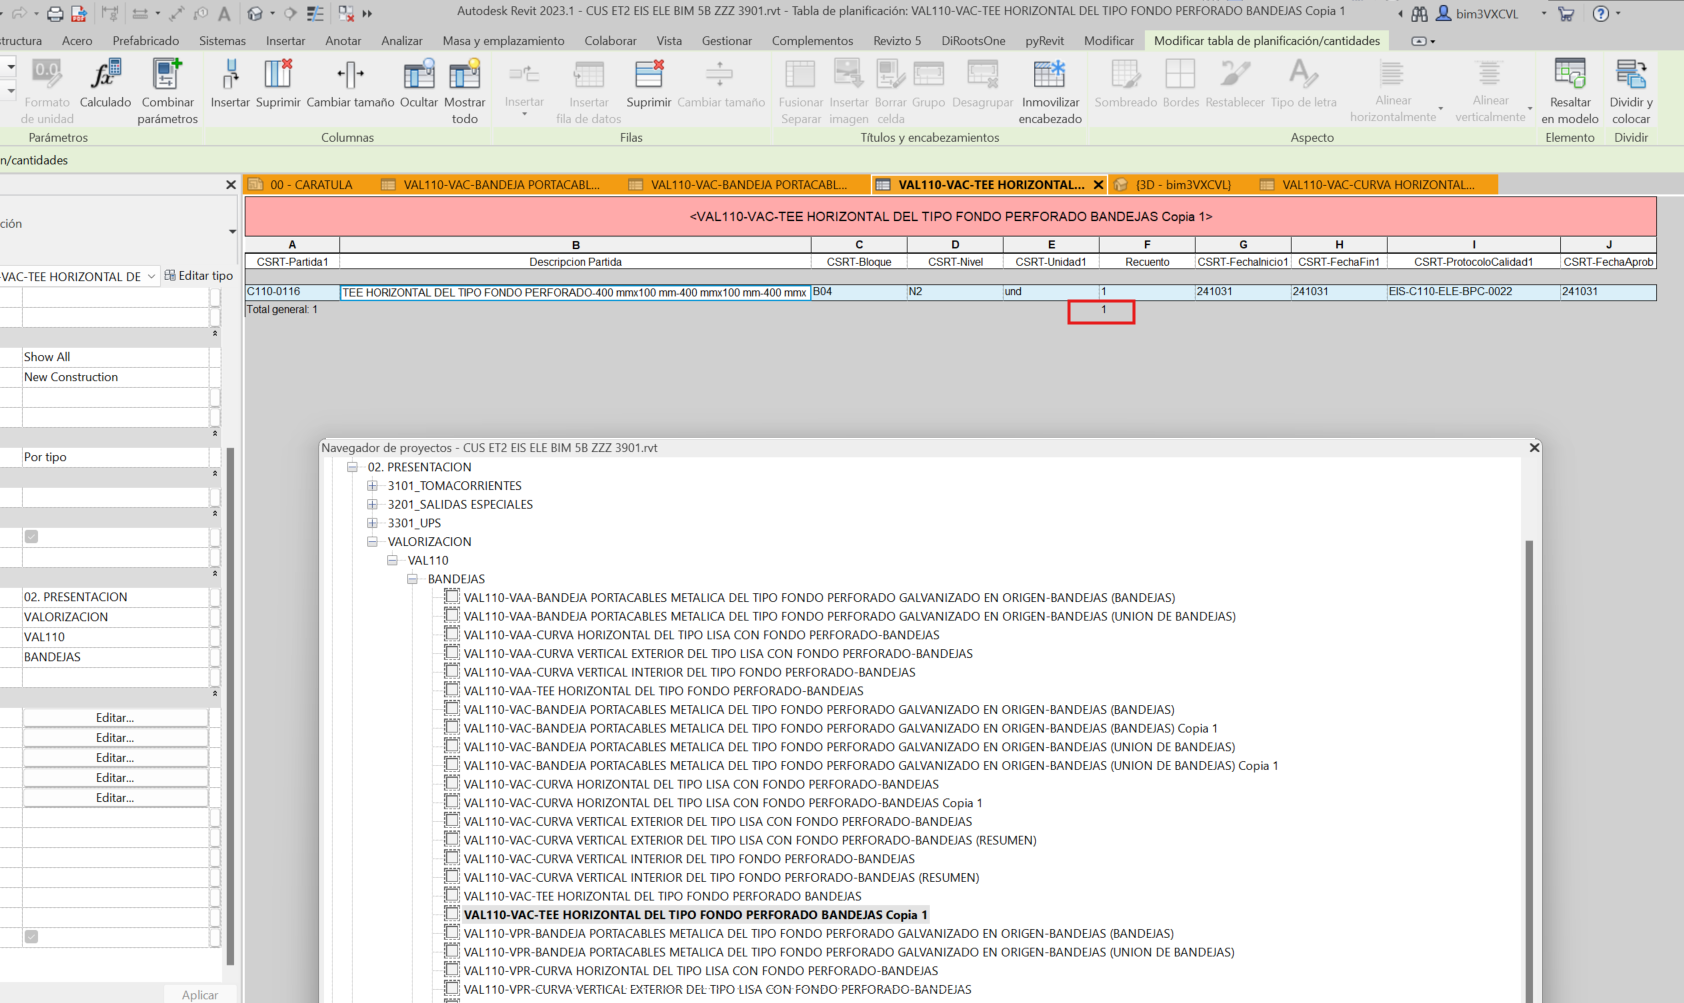 Autodesk Revit 2023.1 - CUS ET2 EIS ELE BIM 5B ZZZ 3901.rvt - Tabla de planificación: VAL110-VAC-TEE HORIZONTAL DEL TIPO FONDO PERFORADO BANDEJAS Copia 1
bim3VXCVL
tructura Acero Prefabricado Sistemas Insertar Anotar Analizar Masa y emplazamiento Colaborar Vista Gestionar Complementos Revizto 5 DiRootsOne pyRevit Modificar Modificar tabla de planificación/cantidades
Formato de unidad Calculado Combinar parámetros Insertar Suprimir Cambiar tamaño Ocultar Mostrar todo Insertar Insertar fila de datos Suprimir Cambiar tamaño Fusionar Separar Insertar imagen Borrar celda Grupo Desagrupar Inmovilizar encabezado Sombreado Bordes Restablecer Tipo de letra Alinear horizontalmente Alinear verticalmente Resaltar en modelo Dividir y colocar
Parámetros Columnas Filas Títulos y encabezamientos Aspecto Elemento Dividir
n/cantidades
00 - CARATULA VAL110-VAC-BANDEJA PORTACABL... VAL110-VAC-BANDEJA PORTACABL... VAL110-VAC-TEE HORIZONTAL... {3D - bim3VXCVL} VAL110-VAC-CURVA HORIZONTAL...
<VAL110-VAC-TEE HORIZONTAL DEL TIPO FONDO PERFORADO BANDEJAS Copia 1>
A B C D E F G H I J
CSRT-Partida1 Descripcion Partida CSRT-Bloque CSRT-Nivel CSRT-Unidad1 Recuento CSRT-FechaInicio1 CSRT-FechaFin1 CSRT-ProtocoloCalidad1 CSRT-FechaAprob
C110-0116 TEE HORIZONTAL DEL TIPO FONDO PERFORADO-400 mmx100 mm-400 mmx100 mm-400 mmx B04 N2 und 1 241031 241031 EIS-C110-ELE-BPC-0022 241031
Total general: 1 1
ción
-VAC-TEE HORIZONTAL DE Editar tipo
Show All
New Construction
Por tipo
02. PRESENTACION
VALORIZACION
VAL110
BANDEJAS
Editar...
Editar...
Editar...
Editar...
Editar...
Aplicar
Navegador de proyectos - CUS ET2 EIS ELE BIM 5B ZZZ 3901.rvt
02. PRESENTACION
3101_TOMACORRIENTES
3201_SALIDAS ESPECIALES
3301_UPS
VALORIZACION
VAL110
BANDEJAS
VAL110-VAA-BANDEJA PORTACABLES METALICA DEL TIPO FONDO PERFORADO GALVANIZADO EN ORIGEN-BANDEJAS (BANDEJAS)
VAL110-VAA-BANDEJA PORTACABLES METALICA DEL TIPO FONDO PERFORADO GALVANIZADO EN ORIGEN-BANDEJAS (UNION DE BANDEJAS)
VAL110-VAA-CURVA HORIZONTAL DEL TIPO LISA CON FONDO PERFORADO-BANDEJAS
VAL110-VAA-CURVA VERTICAL EXTERIOR DEL TIPO LISA CON FONDO PERFORADO-BANDEJAS
VAL110-VAA-CURVA VERTICAL INTERIOR DEL TIPO FONDO PERFORADO-BANDEJAS
VAL110-VAA-TEE HORIZONTAL DEL TIPO FONDO PERFORADO-BANDEJAS
VAL110-VAC-BANDEJA PORTACABLES METALICA DEL TIPO FONDO PERFORADO GALVANIZADO EN ORIGEN-BANDEJAS (BANDEJAS)
VAL110-VAC-BANDEJA PORTACABLES METALICA DEL TIPO FONDO PERFORADO GALVANIZADO EN ORIGEN-BANDEJAS (BANDEJAS) Copia 1
VAL110-VAC-BANDEJA PORTACABLES METALICA DEL TIPO FONDO PERFORADO GALVANIZADO EN ORIGEN-BANDEJAS (UNION DE BANDEJAS)
VAL110-VAC-BANDEJA PORTACABLES METALICA DEL TIPO FONDO PERFORADO GALVANIZADO EN ORIGEN-BANDEJAS (UNION DE BANDEJAS) Copia 1
VAL110-VAC-CURVA HORIZONTAL DEL TIPO LISA CON FONDO PERFORADO-BANDEJAS
VAL110-VAC-CURVA HORIZONTAL DEL TIPO LISA CON FONDO PERFORADO-BANDEJAS Copia 1
VAL110-VAC-CURVA VERTICAL EXTERIOR DEL TIPO LISA CON FONDO PERFORADO-BANDEJAS
VAL110-VAC-CURVA VERTICAL EXTERIOR DEL TIPO LISA CON FONDO PERFORADO-BANDEJAS (RESUMEN)
VAL110-VAC-CURVA VERTICAL INTERIOR DEL TIPO FONDO PERFORADO-BANDEJAS
VAL110-VAC-CURVA VERTICAL INTERIOR DEL TIPO FONDO PERFORADO-BANDEJAS (RESUMEN)
VAL110-VAC-TEE HORIZONTAL DEL TIPO FONDO PERFORADO BANDEJAS
VAL110-VAC-TEE HORIZONTAL DEL TIPO FONDO PERFORADO BANDEJAS Copia 1
VAL110-VPR-BANDEJA PORTACABLES METALICA DEL TIPO FONDO PERFORADO GALVANIZADO EN ORIGEN-BANDEJAS (BANDEJAS)
VAL110-VPR-BANDEJA PORTACABLES METALICA DEL TIPO FONDO PERFORADO GALVANIZADO EN ORIGEN-BANDEJAS (UNION DE BANDEJAS)
VAL110-VPR-CURVA HORIZONTAL DEL TIPO LISA CON FONDO PERFORADO-BANDEJAS
VAL110-VPR-CURVA VERTICAL EXTERIOR DEL TIPO LISA CON FONDO PERFORADO-BANDEJAS